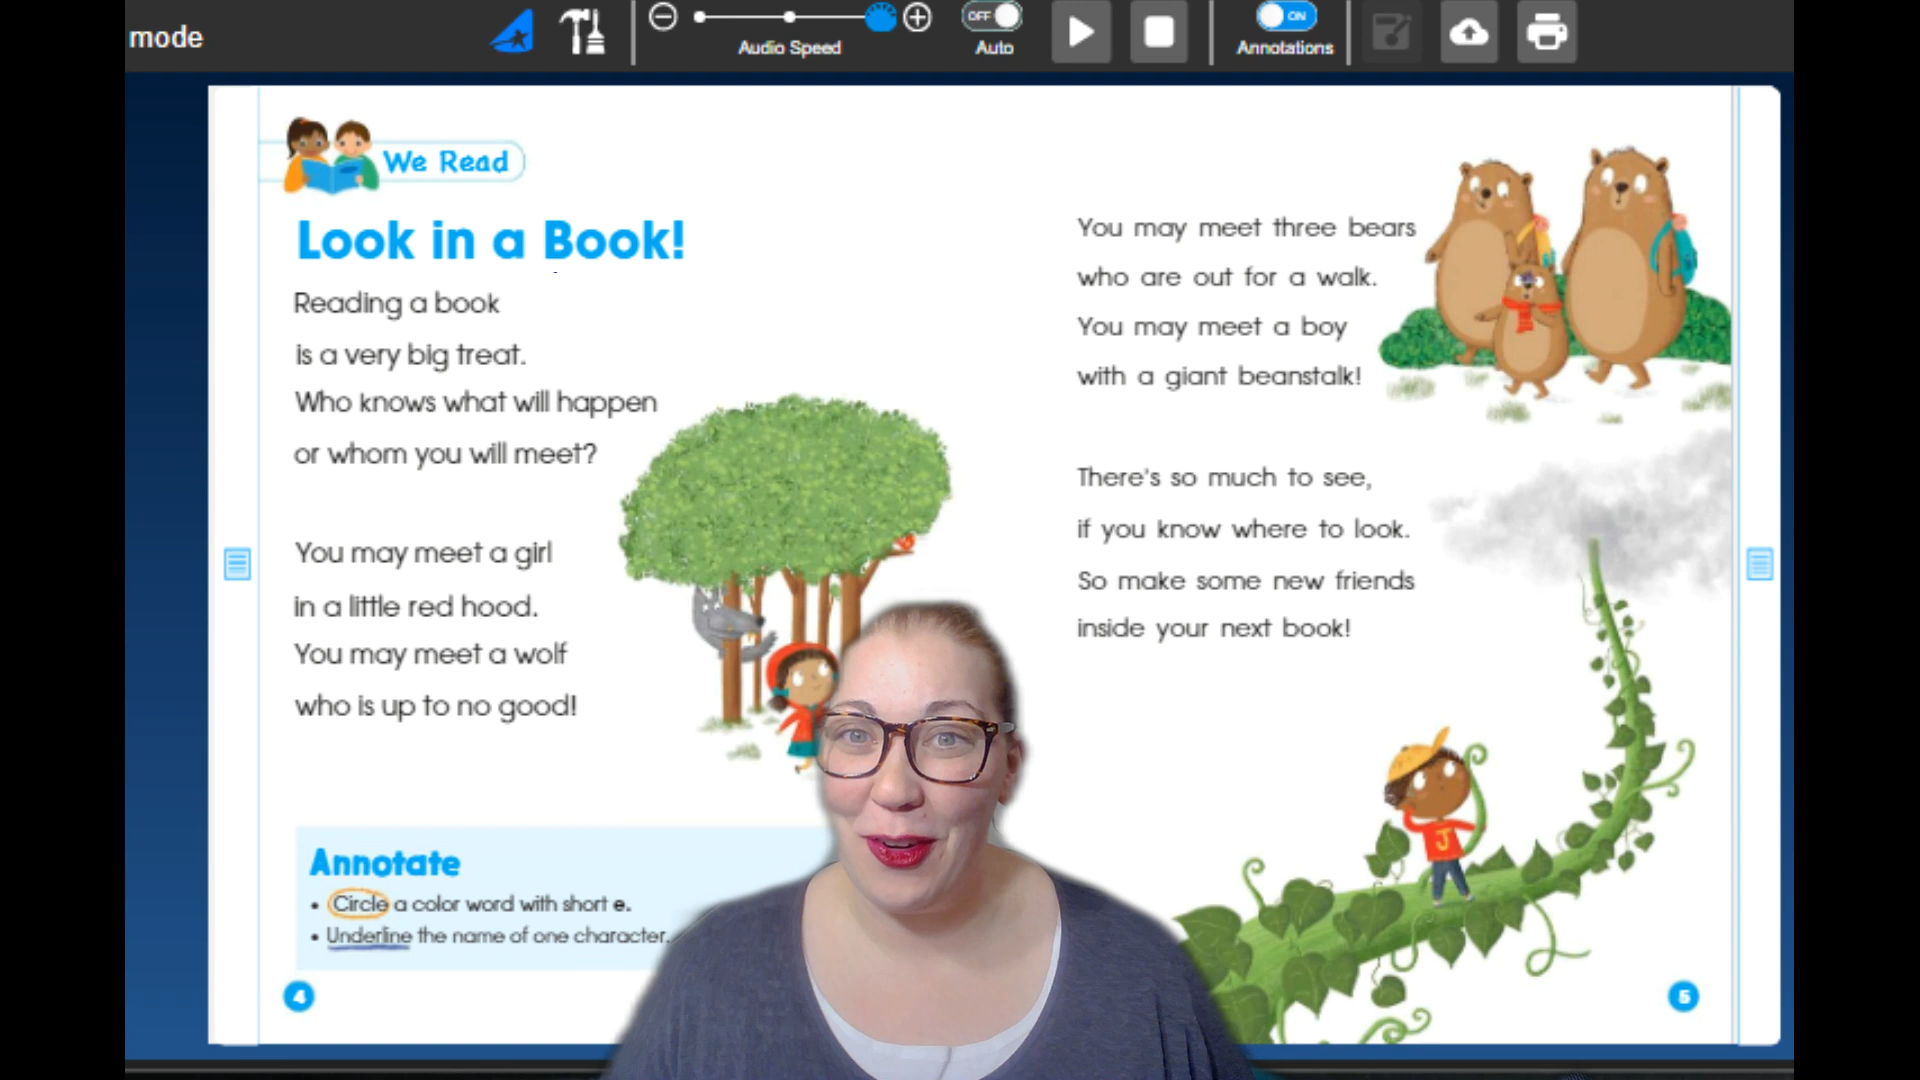 mode
Audio Speed
OFF
Auto
ON
Annotations
We Read
Look in a Book!
Reading a book
is a very big treat.
Who knows what will happen
or whom you will meet?
You may meet a girl
in a little red hood.
You may meet a wolf
who is up to no good!
Annotate
• Circle a color word with short e.
• Underline the name of one character.
4
You may meet three bears
who are out for a walk.
You may meet a boy
with a giant beanstalk!
There's so much to see,
if you know where to look.
So make some new friends
inside your next book!
J
5